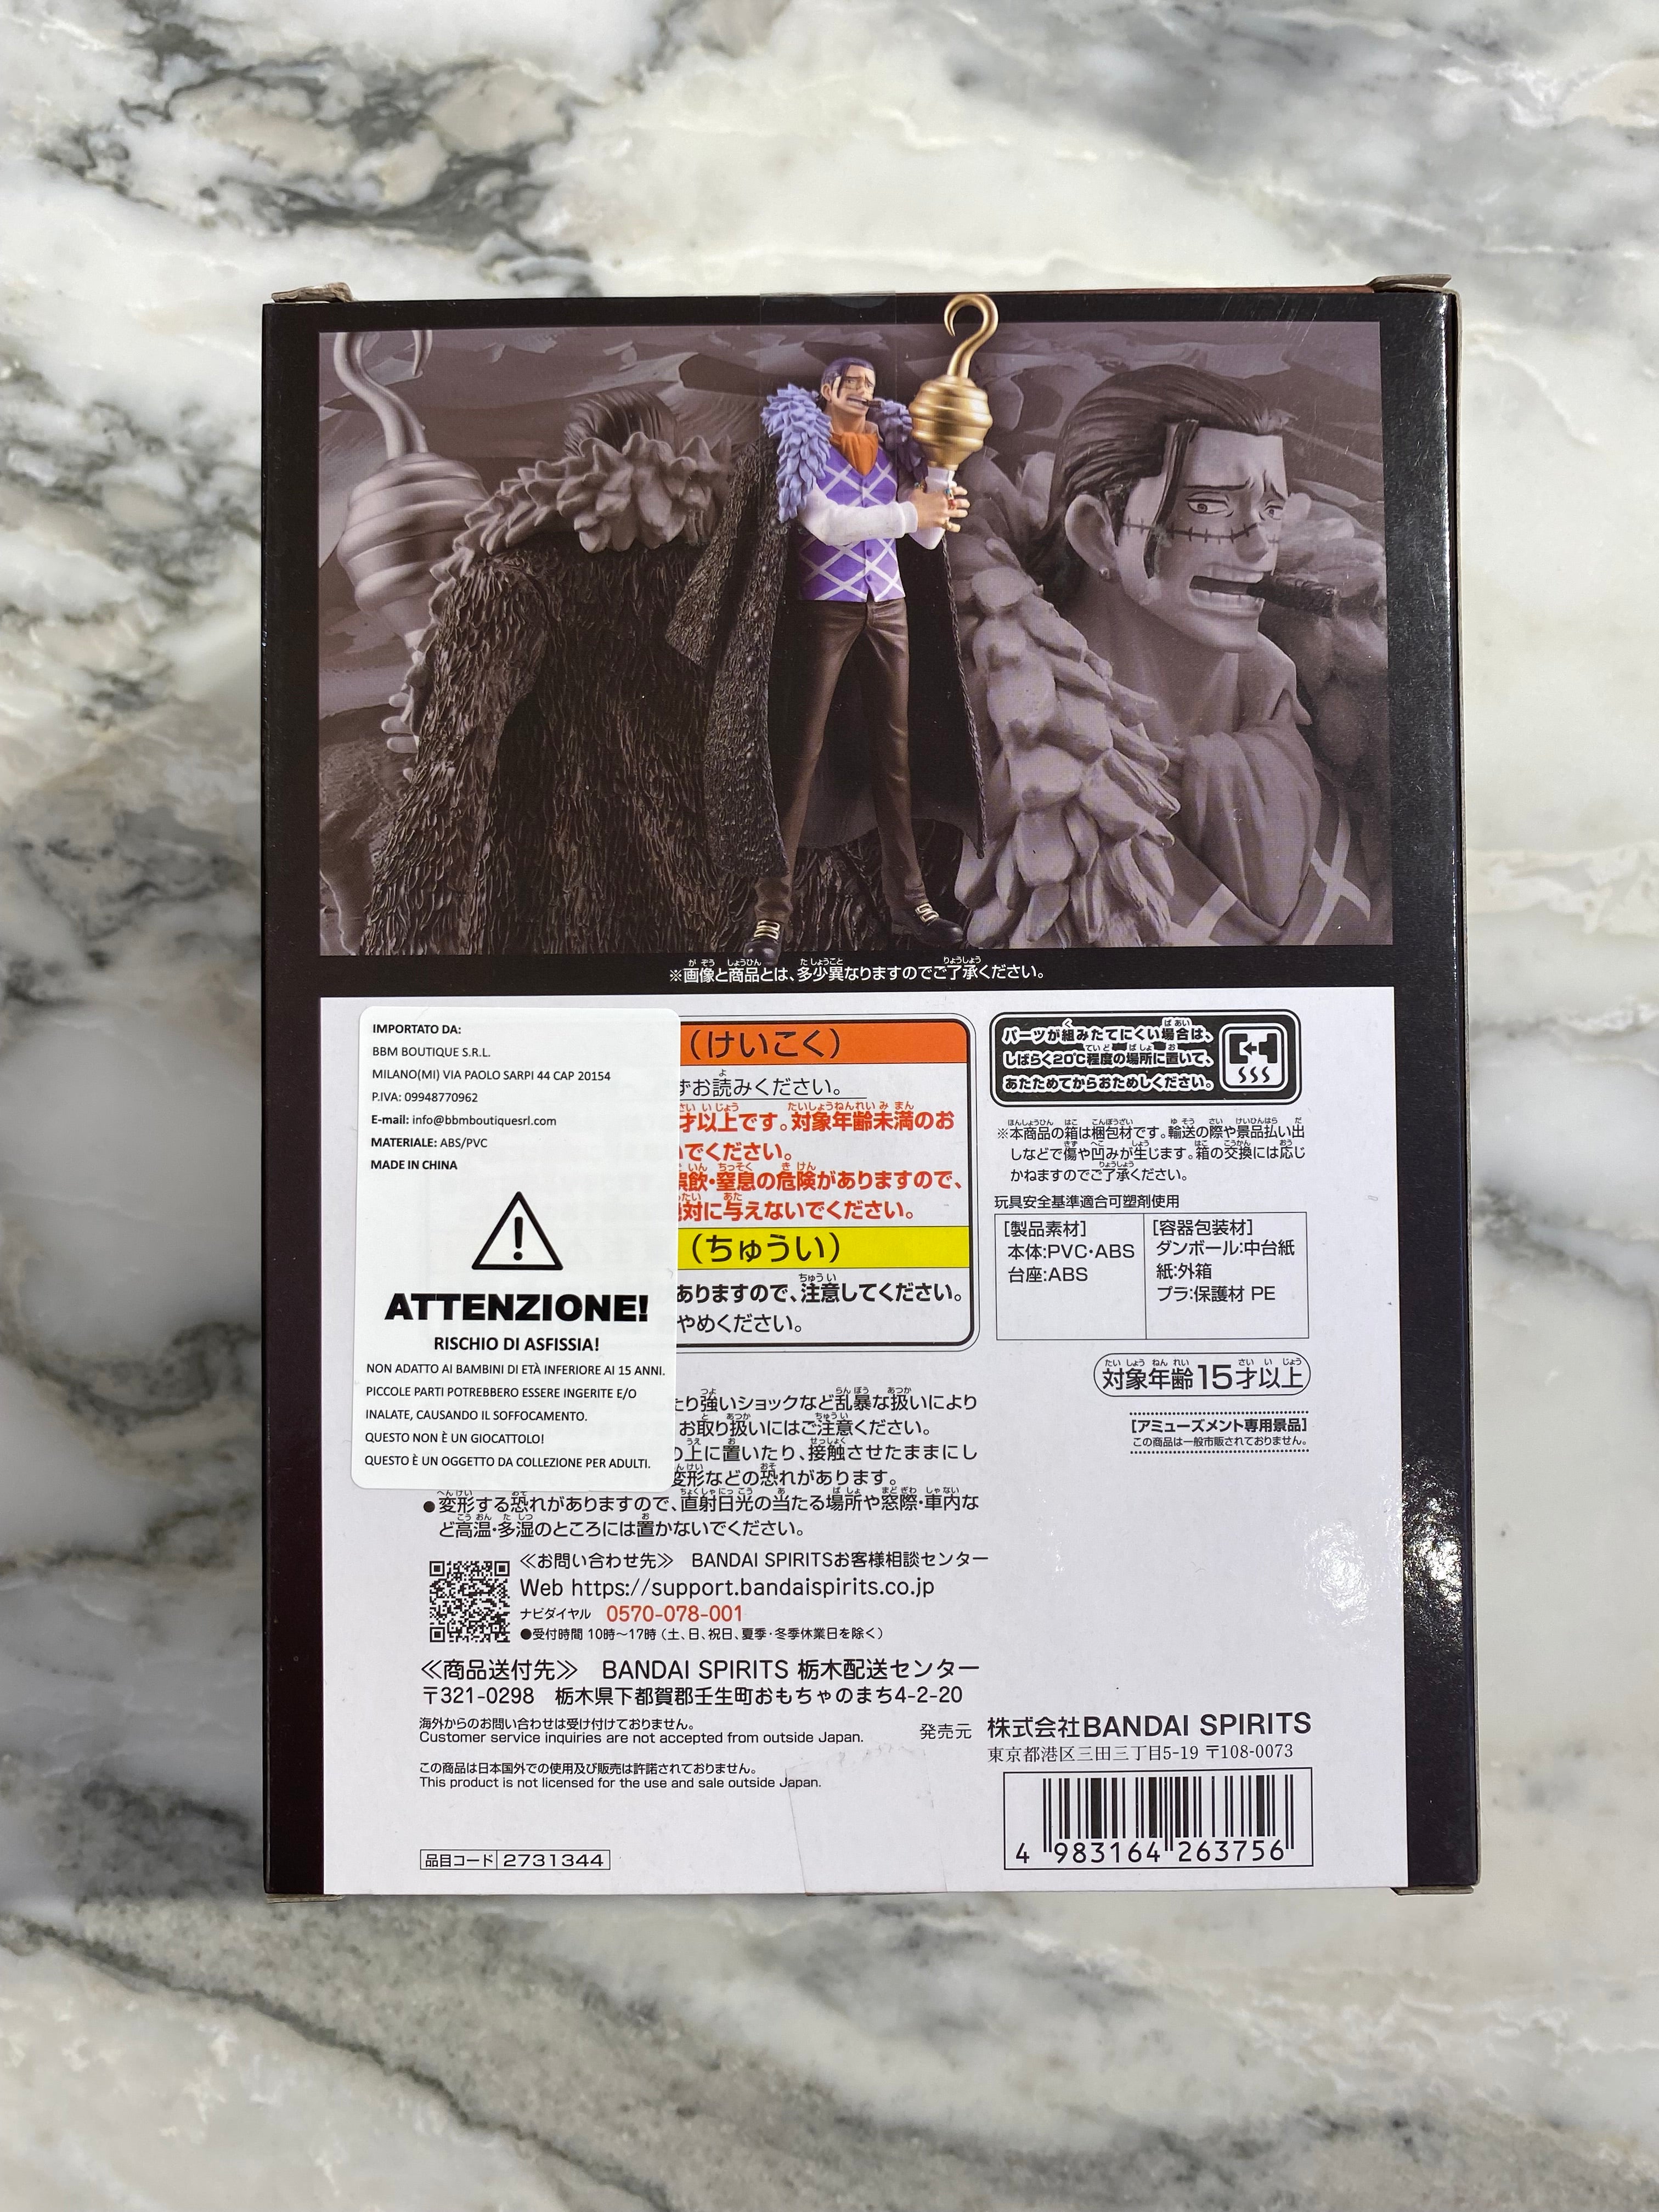 ※画像と商品とは、多少異なりますのでご了承ください。
IMPORTATO DA:
BBM BOUTIQUE S.R.L.
MILANO(MI) VIA PAOLO SARPI 44 CAP 20154
P.IVA: 09948770962
E-mail: info@bbmboutiquesrl.com
MATERIALE: ABS/PVC
MADE IN CHINA
ATTENZIONE!
RISCHIO DI ASFISSIA!
NON ADATTO AI BAMBINI DI ETÀ INFERIORE AI 15 ANNI.
PICCOLE PARTI POTREBBERO ESSERE INGERITE E/O
INALATE, CAUSANDO IL SOFFOCAMENTO.
QUESTO NON È UN GIOCATTOLO!
QUESTO È UN OGGETTO DA COLLEZIONE PER ADULTI.
(けいこく)
ずお読みください。
才以上です。対象年齢未満のお
いでください。
飲・窒息の危険がありますので、
対に与えないでください。
(ちゅうい)
ありますので、注意してください。
やめください。
たり強いショックなど乱暴な扱いにより
お取り扱いにはご注意ください。
の上に置いたり、接触させたままにし
変形などの恐れがあります。
●変形する恐れがありますので、直射日光の当たる場所や窓際・車内な
ど高温・多湿のところには置かないでください。
パーツが組みたてにくい場合は、
しばらく20℃程度の場所に置いて、
あたためてからおためしください。
※本商品の箱は梱包材です。輸送の際や景品払い出
しなどで傷や凹みが生じます。箱の交換には応じ
かねますのでご了承ください。
玩具安全基準適合可塑剤使用
[製品素材]
本体:PVC・ABS
台座:ABS
[容器包装材]
ダンボール:中台紙
紙:外箱
プラ:保護材 PE
対象年齢15才以上
[アミューズメント専用景品]
この商品は一般市販されておりません。
≪お問い合わせ先≫ BANDAI SPIRITSお客様相談センター
Web https://support.bandaispirits.co.jp
ナビダイヤル 0570-078-001
●受付時間 10時〜17時(土、日、祝日、夏季・冬季休業日を除く)
≪商品送付先≫ BANDAI SPIRITS 栃木配送センター
〒321-0298 栃木県下都賀郡壬生町おもちゃのまち4-2-20
海外からのお問い合わせは受け付けておりません。
Customer service inquiries are not accepted from outside Japan.
この商品は日本国外での使用及び販売は許諾されておりません。
This product is not licensed for the use and sale outside Japan.
発売元 株式会社BANDAI SPIRITS
東京都港区三田三丁目5-19 〒108-0073
品目コード 2731344
4 983164 263756